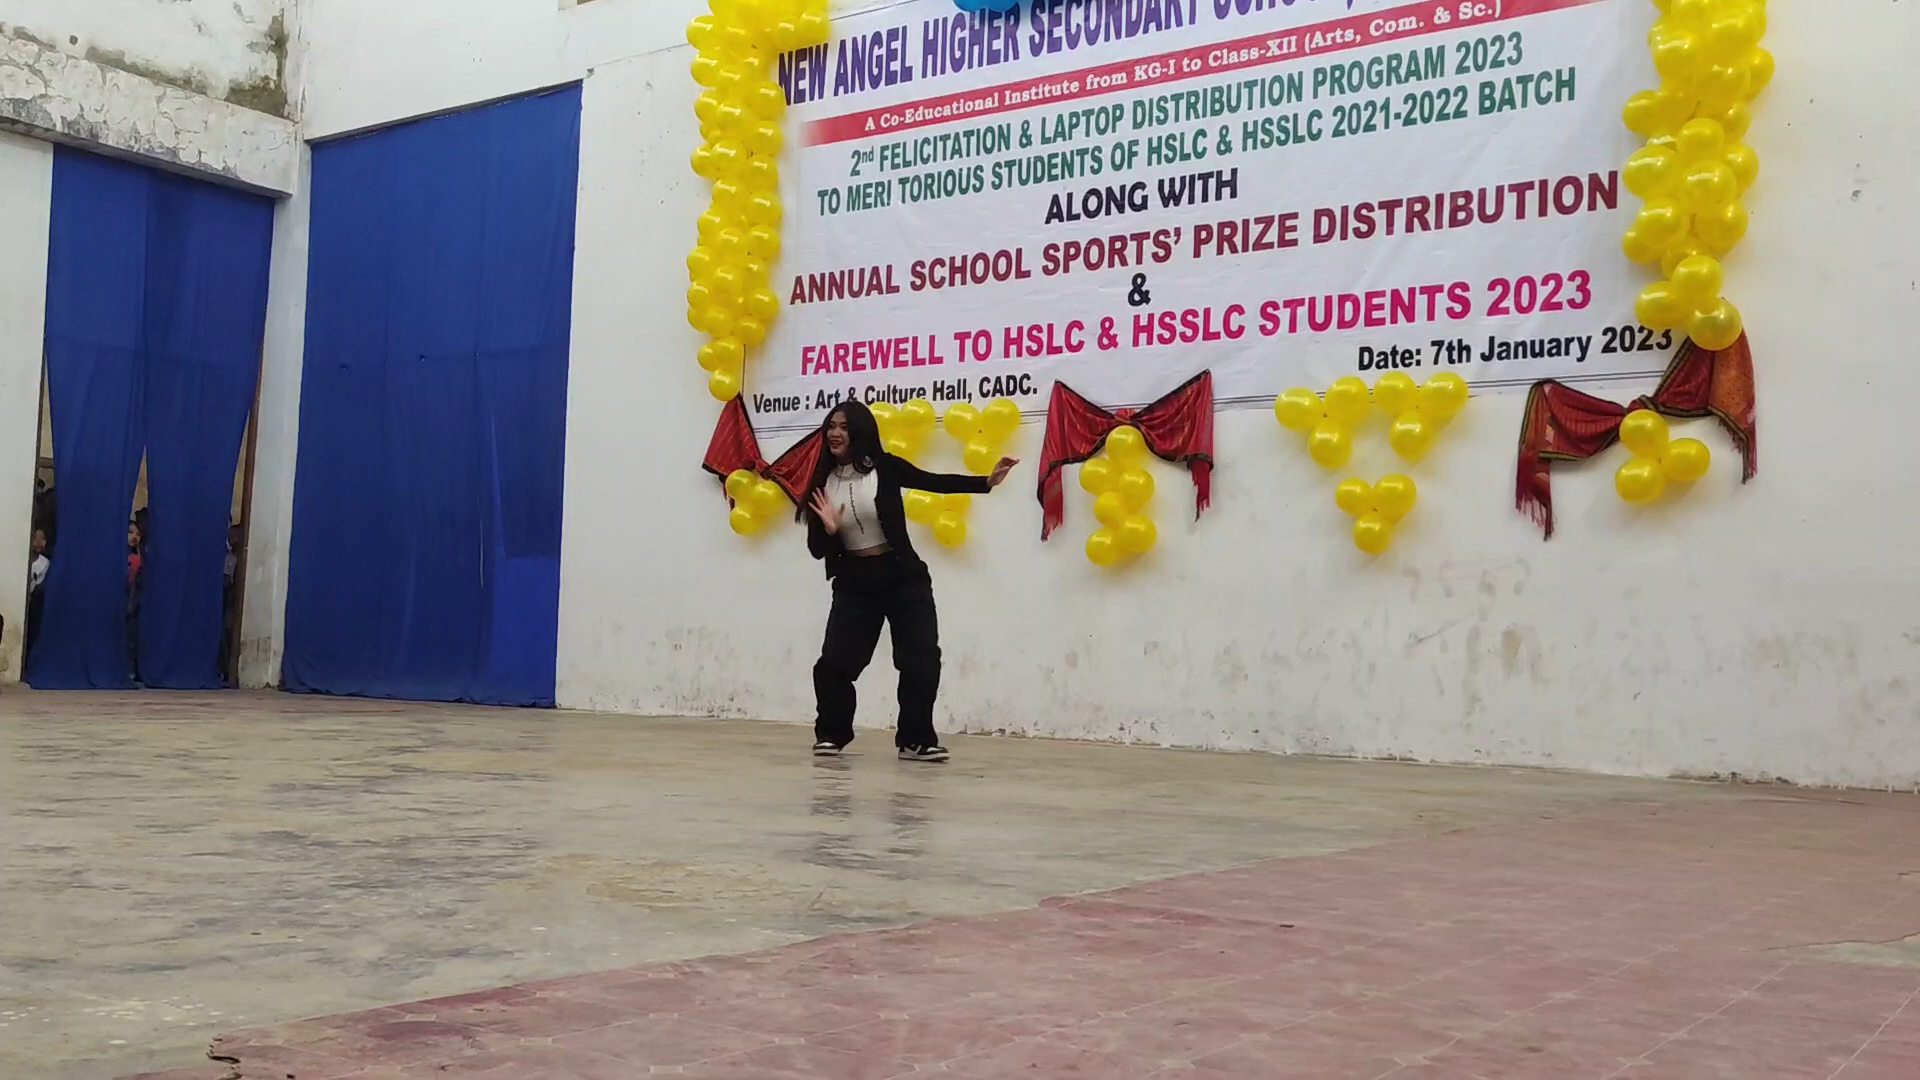 NEW ANGEL HIGHER SECONDARY
A Co-Educational Institute from KG-I to Class-XII (Arts, Com. & Sc.)
2nd FELICITATION & LAPTOP DISTRIBUTION PROGRAM 2023
TO MERI TORIOUS STUDENTS OF HSLC & HSSLC 2021-2022 BATCH
ALONG WITH
ANNUAL SCHOOL SPORTS' PRIZE DISTRIBUTION
&
FAREWELL TO HSLC & HSSLC STUDENTS 2023
Date: 7th January 2023
Venue : Art & Culture Hall, CADC.